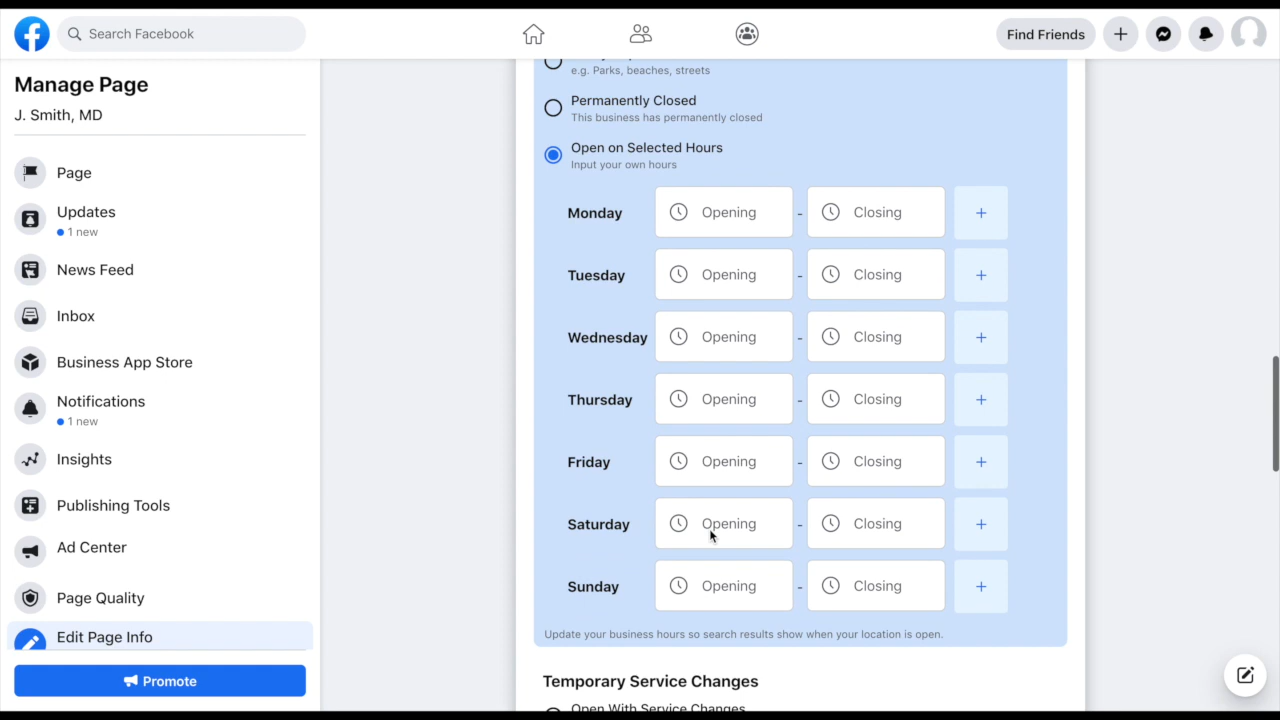 Search Facebook
Find Friends
Manage Page
J. Smith, MD
Page
Updates
1 new
News Feed
Inbox
Business App Store
Notifications
1 new
Insights
Publishing Tools
Ad Center
Page Quality
Edit Page Info
Promote
e.g. Parks, beaches, streets
Permanently Closed
This business has permanently closed
Open on Selected Hours
Input your own hours
Monday Opening - Closing +
Tuesday Opening - Closing +
Wednesday Opening - Closing +
Thursday Opening - Closing +
Friday Opening - Closing +
Saturday Opening - Closing +
Sunday Opening - Closing +
Update your business hours so search results show when your location is open.
Temporary Service Changes
Open With Service Changes